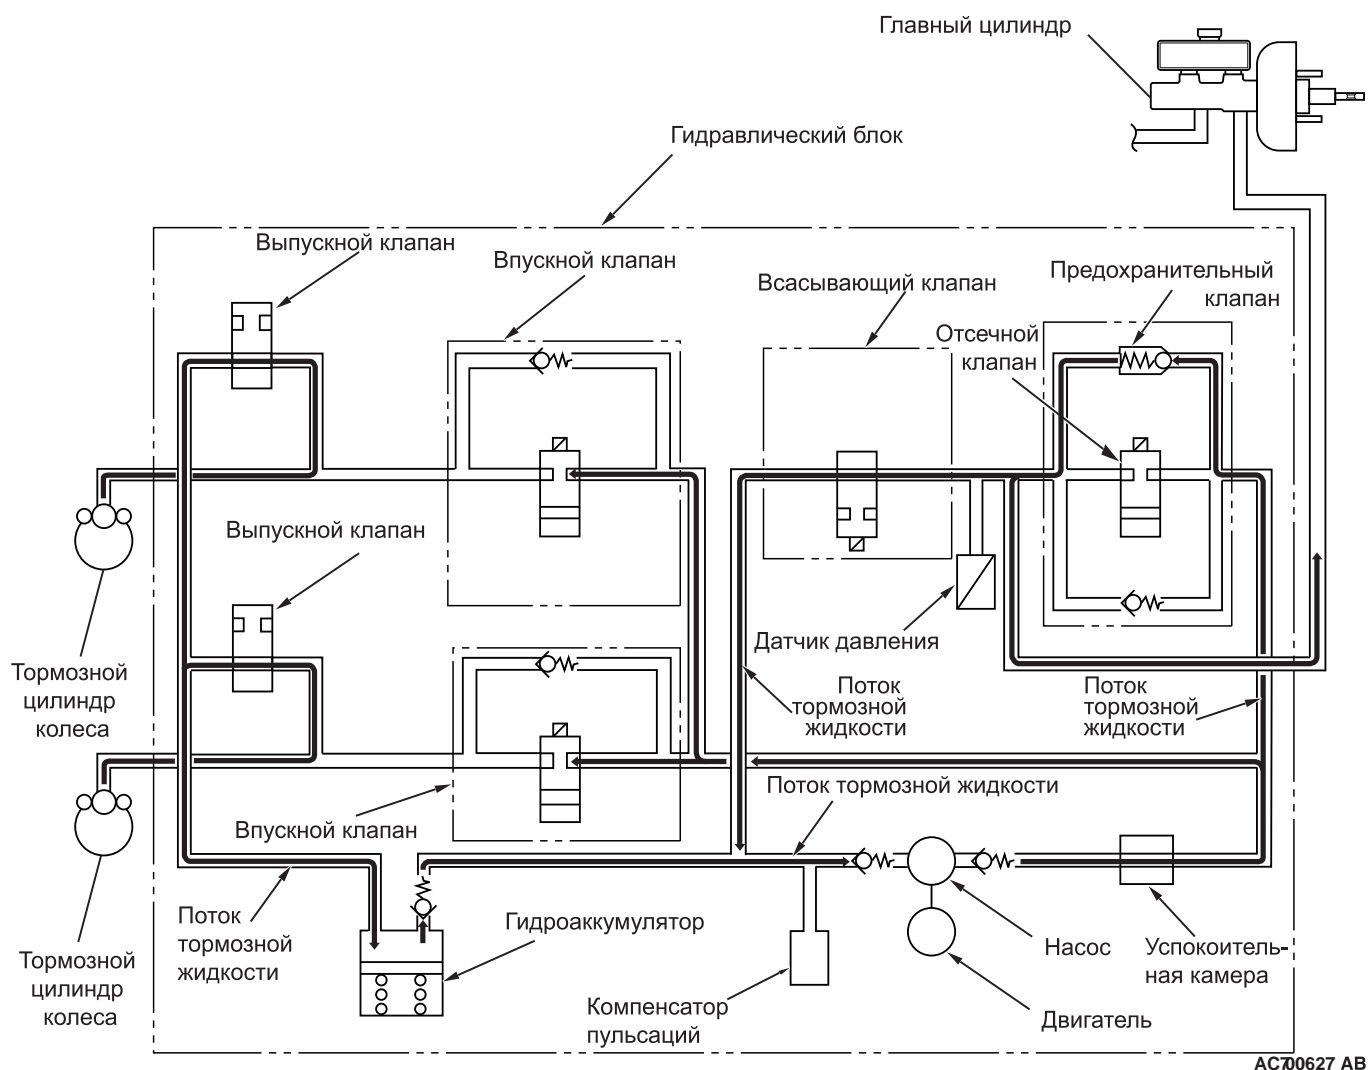 Главный цилиндр
Гидравлический блок
Выпускной клапан
Впускной клапан
Всасывающий клапан
Предохранительный
клапан
Отсечной
клапан
Выпускной клапан
Датчик давления
Тормозной
цилиндр
колеса
Поток
тормозной
жидкости
Поток
тормозной
жидкости
Поток тормозной жидкости
Впускной клапан
Поток
тормозной
жидкости
Гидроаккумулятор
Насос
Успокоитель-
ная камера
Тормозной
цилиндр
колеса
Компенсатор
пульсаций
Двигатель
AC700627 AB